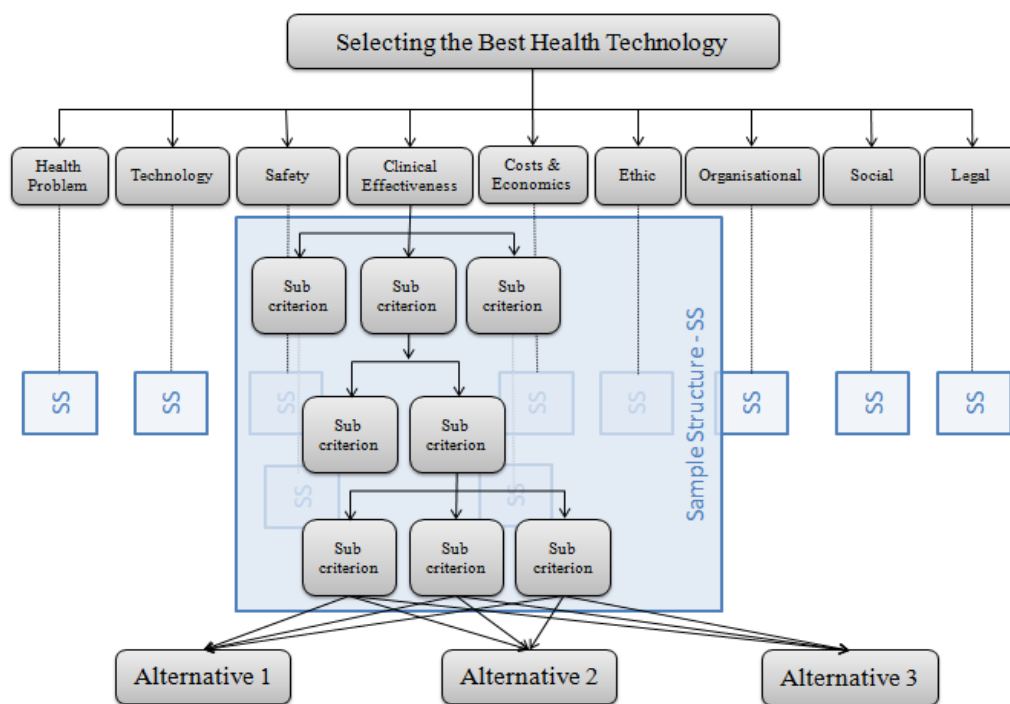 Selecting the Best Health Technology
Health
Problem
Technology
Safety
Clinical
Effectiveness
Costs &
Economics
Ethic
Organisational
Social
Legal
Sub
criterion
Sub
criterion
Sub
criterion
SS
SS
SS
SS
SS
SS
SS
SS
Sample Structure - SS
Sub
criterion
Sub
criterion
SS
SS
Sub
criterion
Sub
criterion
Sub
criterion
Alternative 1
Alternative 2
Alternative 3